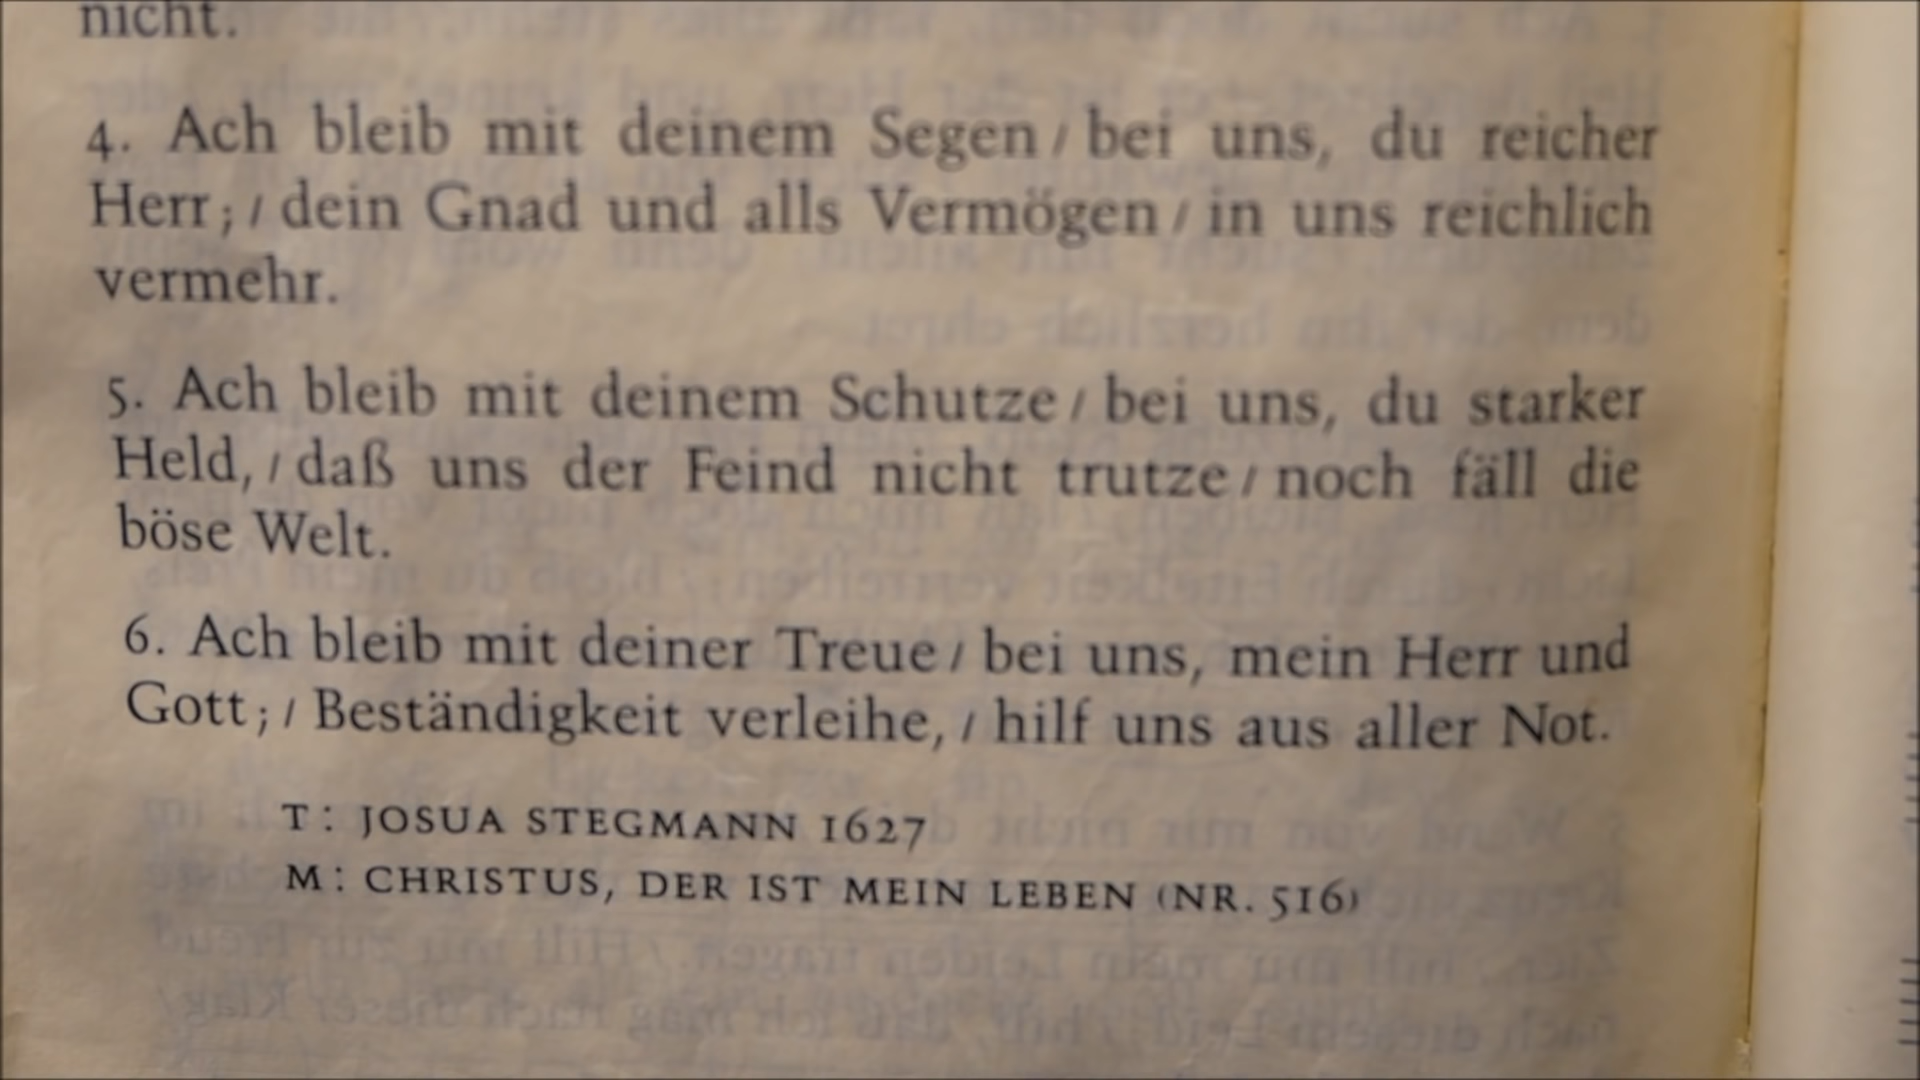 nicht.
4. Ach bleib mit deinem Segen / bei uns, du reicher
Herr; / dein Gnad und alls Vermögen / in uns reichlich
vermehr.
5. Ach bleib mit deinem Schutze / bei uns, du starker
Held, / daß uns der Feind nicht trutze / noch fäll die
böse Welt.
6. Ach bleib mit deiner Treue / bei uns, mein Herr und
Gott; / Beständigkeit verleihe, / hilf uns aus aller Not.
T: JOSUA STEGMANN 1627
M: CHRISTUS, DER IST MEIN LEBEN (NR. 516)